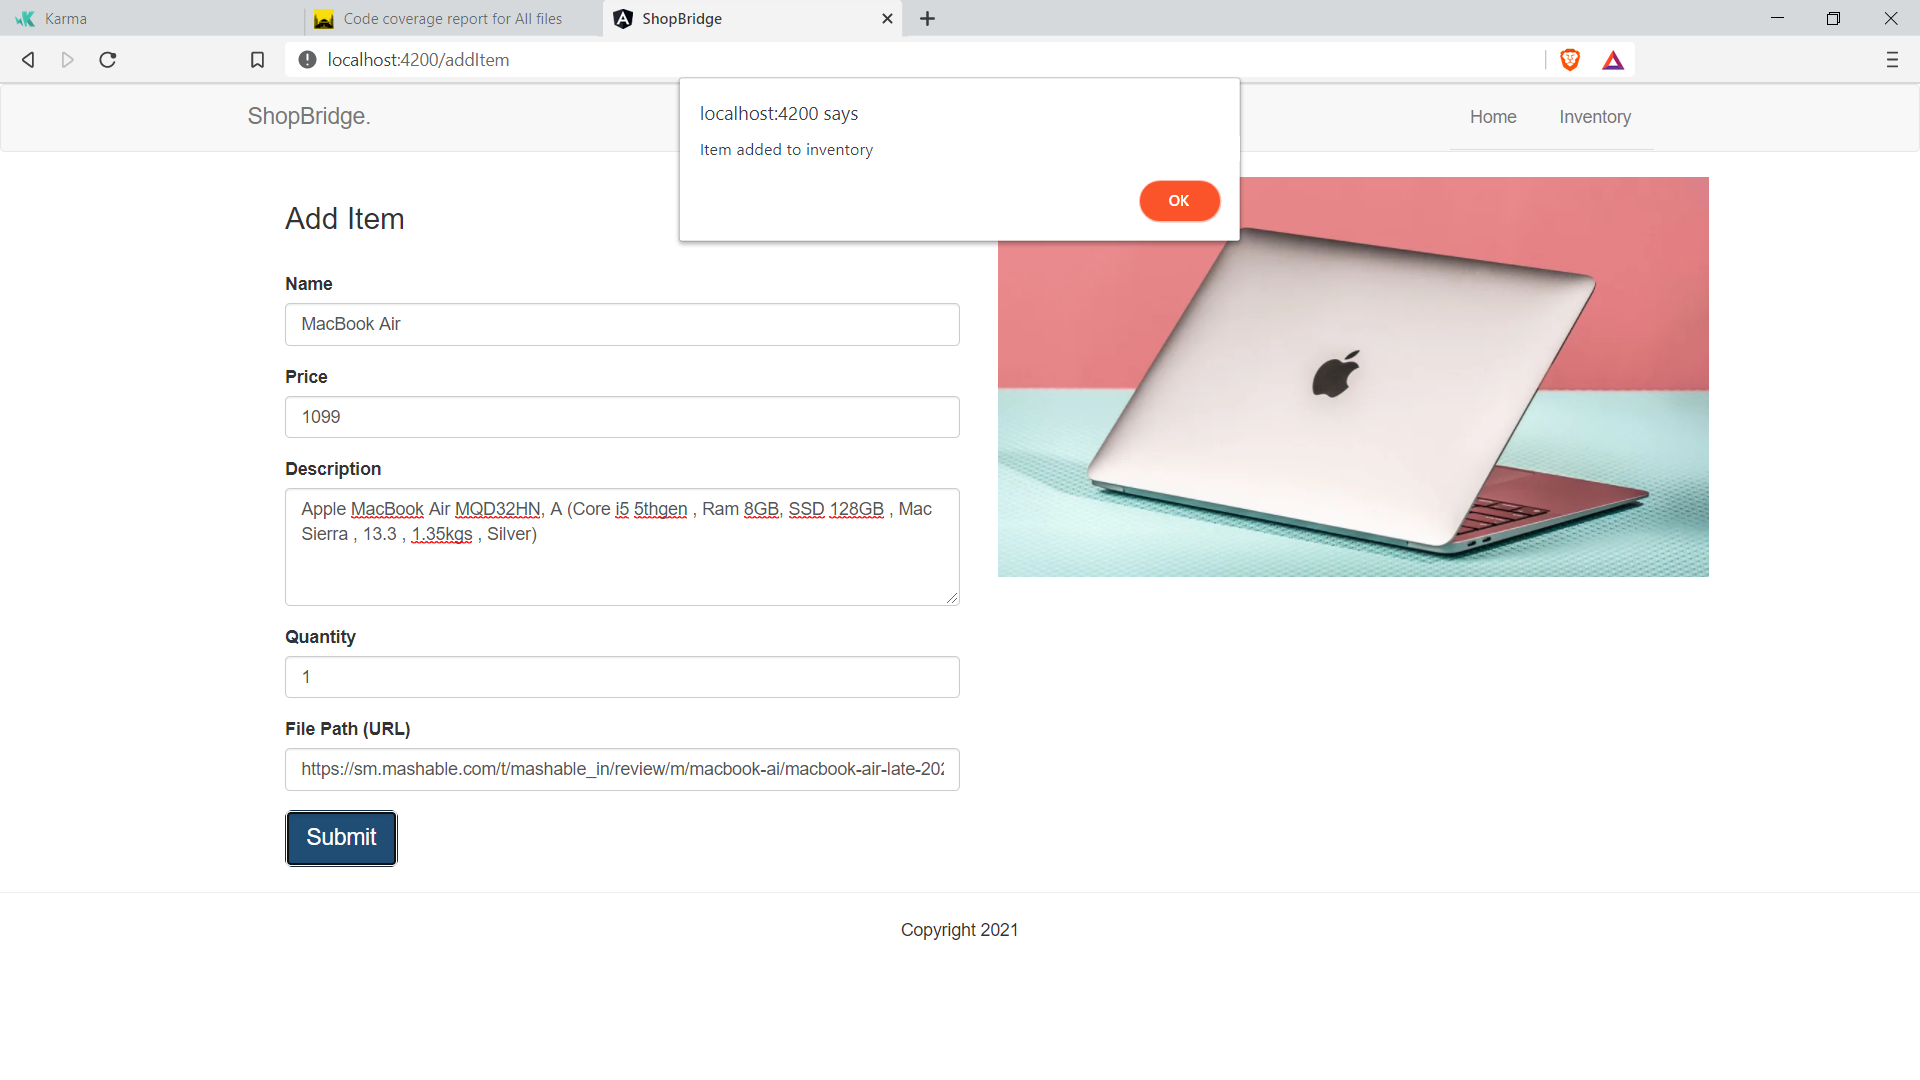 Karma
Code coverage report for All files
ShopBridge
localhost:4200/addItem
localhost:4200 says
Item added to inventory
OK
ShopBridge.
Home
Inventory
Add Item
Name
MacBook Air
Price
1099
Description
Apple MacBook Air MQD32HN, A (Core i5 5thgen , Ram 8GB, SSD 128GB , Mac
Sierra , 13.3 , 1.35kgs , Silver)
Quantity
1
File Path (URL)
https://sm.mashable.com/t/mashable_in/review/m/macbook-ai/macbook-air-late-202
Submit
Copyright 2021